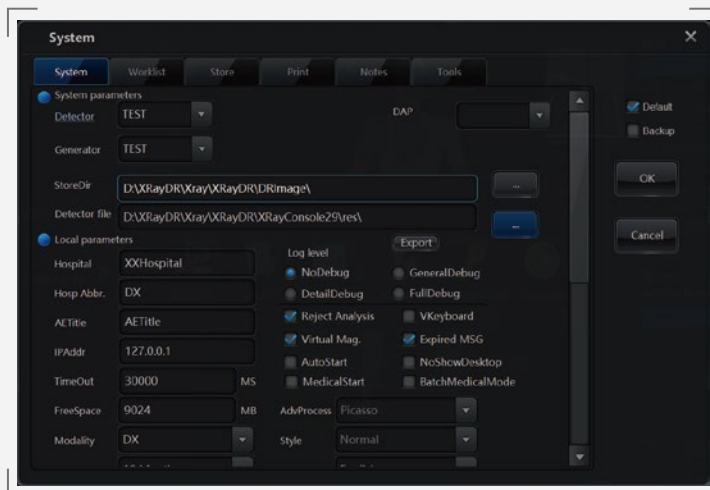 System
System Worklist Store Print Notes Tools
System parameters
Detector TEST DAP
Default
Backup
Generator TEST
StoreDir D:\XRayDR\Xray\XRayDR\DRImage\ ...
OK
Detector file D:\XRayDR\Xray\XRayDR\XRayConsole29\res\ ...
Cancel
Local parameters
Log level Export
Hospital XXHospital
NoDebug GeneralDebug
Hosp Abbr. DX
DetailDebug FullDebug
Reject Analysis VKeyboard
AETitle AETitle
Virtual Mag. Expired MSG
IPAddr 127.0.0.1
AutoStart NoShowDesktop
TimeOut 30000 MS
MedicalStart BatchMedicalMode
FreeSpace 9024 MB AdvProcess Picasso
Modality DX Style Normal